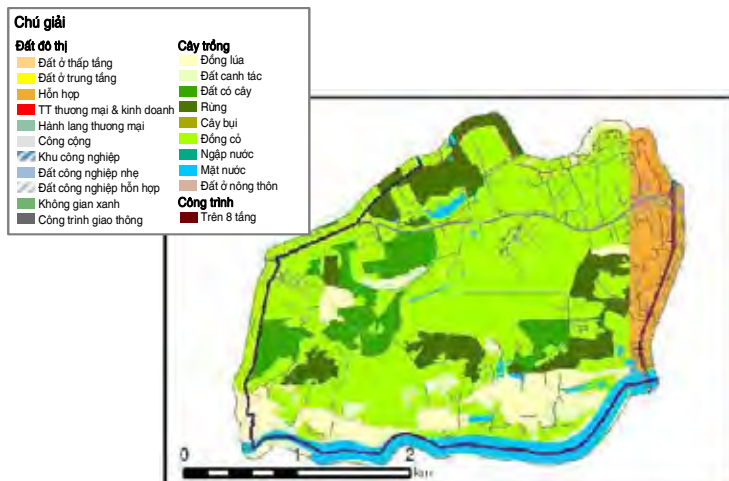 Chú giải
Đất đô thị
Đất ở thấp tầng
Đất ở trung tầng
Hỗn hợp
TT thương mại & kinh doanh
Hành lang thương mại
Công cộng
Khu công nghiệp
Đất công nghiệp nhẹ
Đất công nghiệp hỗn hợp
Không gian xanh
Công trình giao thông
Cây trồng
Đồng lúa
Đất canh tác
Đất có cây
Rừng
Cây bụi
Đồng cỏ
Ngập nước
Mặt nước
Đất ở nông thôn
Công trình
Trên 8 tầng
0 1 2
km